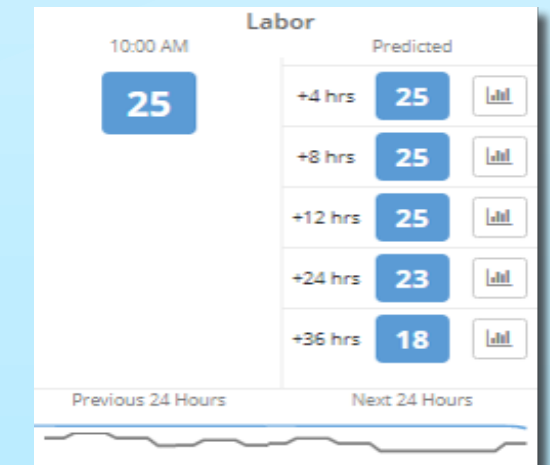 Labor
10:00 AM Predicted
25
+4 hrs 25
+8 hrs 25
+12 hrs 25
+24 hrs 23
+36 hrs 18
Previous 24 Hours Next 24 Hours